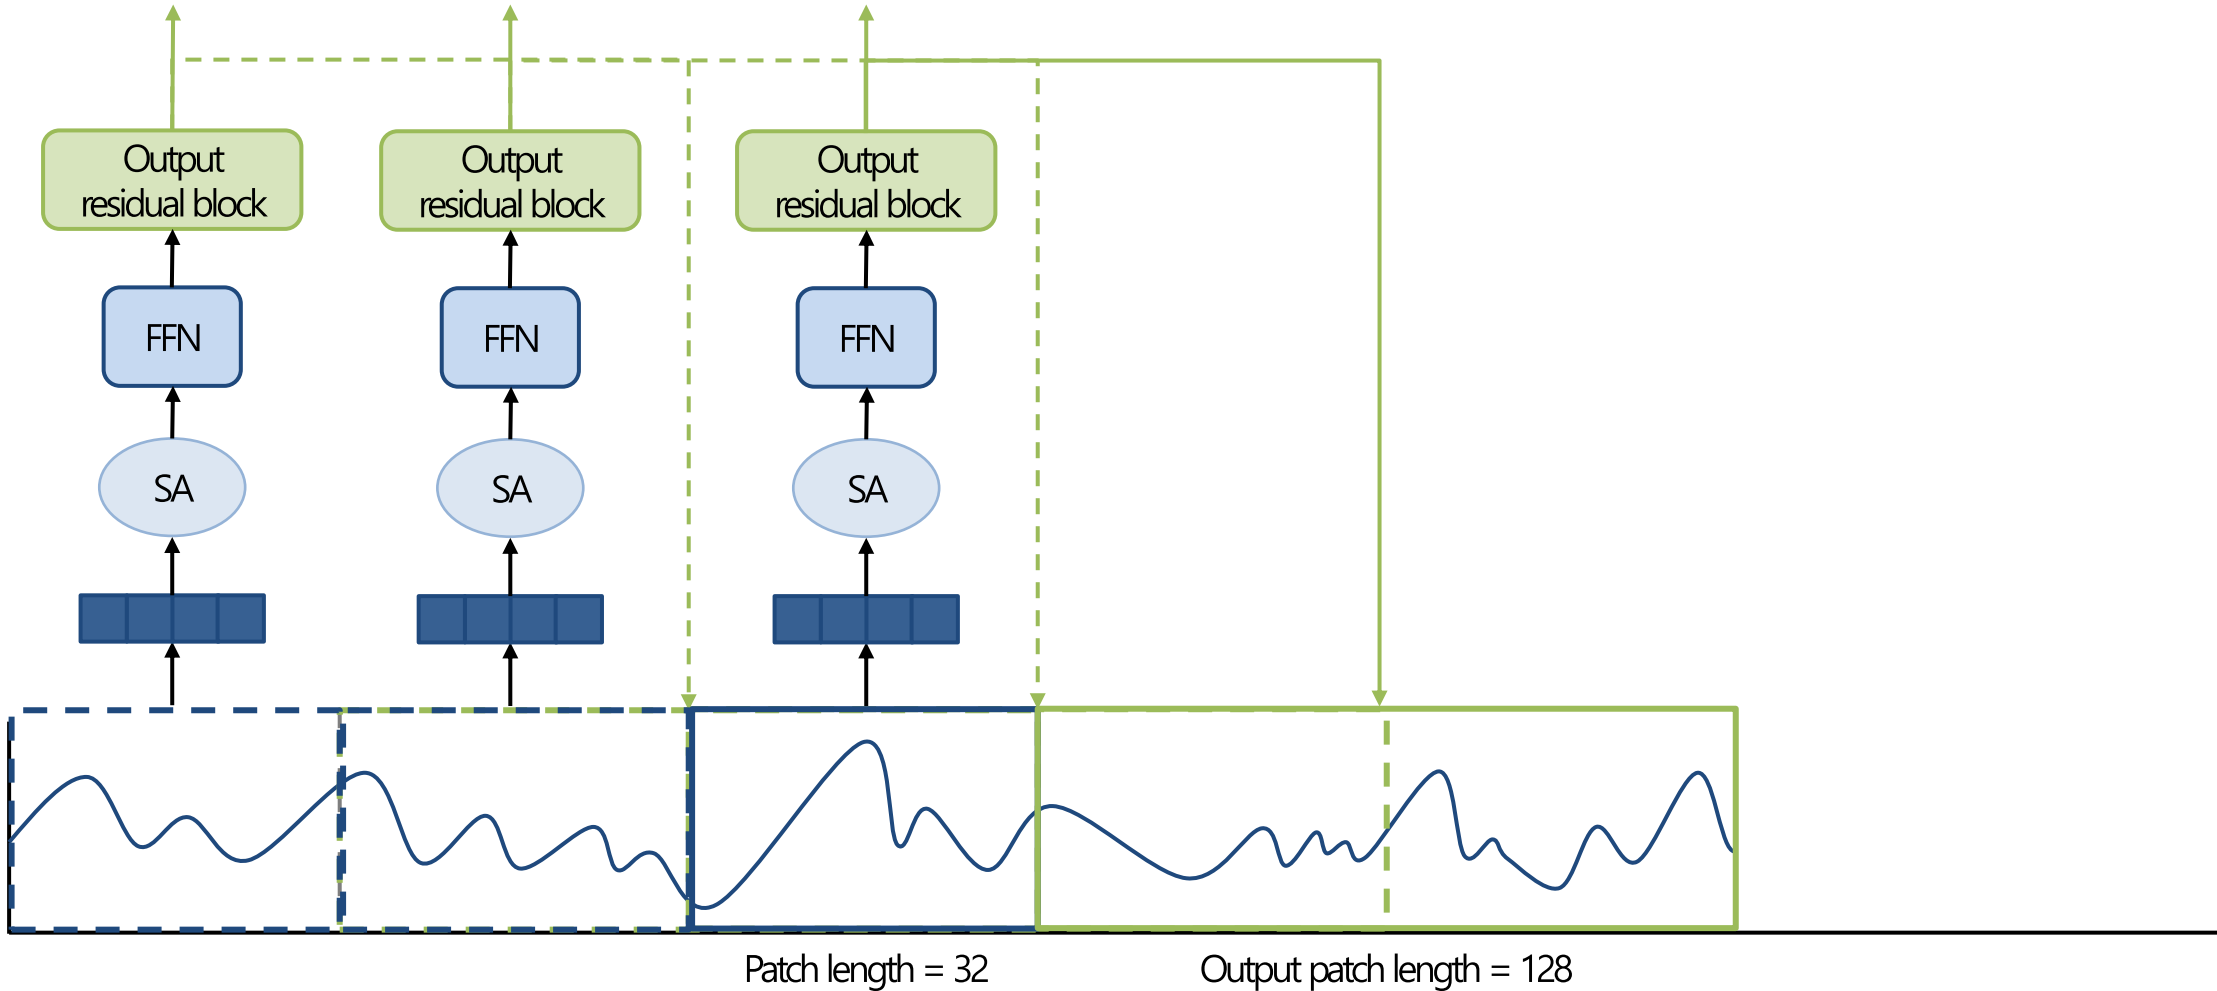 Output
residual block
Output
residual block
Output
residual block
FFN
FFN
FFN
SA
SA
SA
Patch length = 32
Output patch length = 128